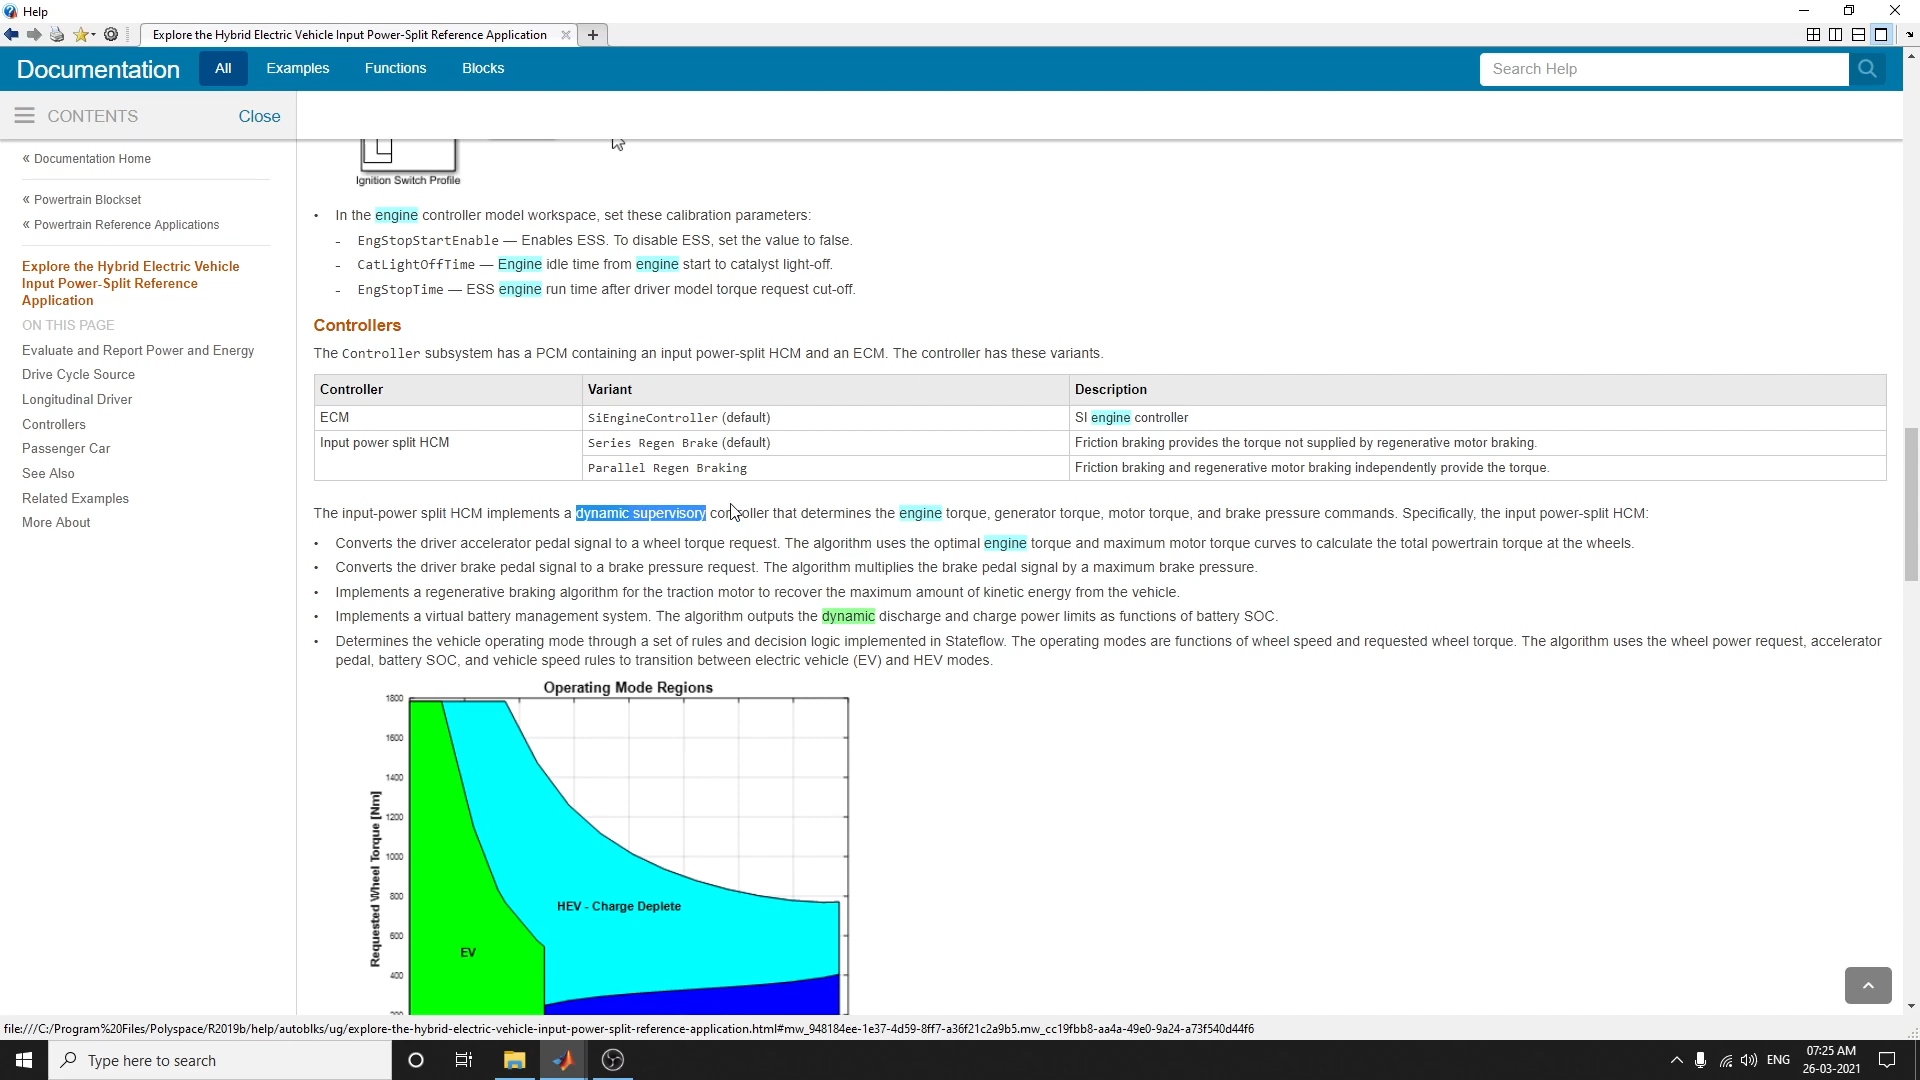 Help
Explore the Hybrid Electric Vehicle Input Power-Split Reference Application
Documentation
All
Examples
Functions
Blocks
Search Help
CONTENTS
Close
« Documentation Home
« Powertrain Blockset
« Powertrain Reference Applications
Explore the Hybrid Electric Vehicle
Input Power-Split Reference
Application
ON THIS PAGE
Evaluate and Report Power and Energy
Drive Cycle Source
Longitudinal Driver
Controllers
Passenger Car
See Also
Related Examples
More About
Ignition Switch Profile
• In the engine controller model workspace, set these calibration parameters:
- EngStopStartEnable — Enables ESS. To disable ESS, set the value to false.
- CatLightOffTime — Engine idle time from engine start to catalyst light-off.
- EngStopTime — ESS engine run time after driver model torque request cut-off.
Controllers
The Controller subsystem has a PCM containing an input power-split HCM and an ECM. The controller has these variants.
Controller Variant Description
ECM SiEngineController (default) SI engine controller
Input power split HCM Series Regen Brake (default) Friction braking provides the torque not supplied by regenerative motor braking.
Parallel Regen Braking Friction braking and regenerative motor braking independently provide the torque.
The input-power split HCM implements a dynamic supervisory controller that determines the engine torque, generator torque, motor torque, and brake pressure commands. Specifically, the input power-split HCM:
• Converts the driver accelerator pedal signal to a wheel torque request. The algorithm uses the optimal engine torque and maximum motor torque curves to calculate the total powertrain torque at the wheels.
• Converts the driver brake pedal signal to a brake pressure request. The algorithm multiplies the brake pedal signal by a maximum brake pressure.
• Implements a regenerative braking algorithm for the traction motor to recover the maximum amount of kinetic energy from the vehicle.
• Implements a virtual battery management system. The algorithm outputs the dynamic discharge and charge power limits as functions of battery SOC.
• Determines the vehicle operating mode through a set of rules and decision logic implemented in Stateflow. The operating modes are functions of wheel speed and requested wheel torque. The algorithm uses the wheel power request, accelerator
pedal, battery SOC, and vehicle speed rules to transition between electric vehicle (EV) and HEV modes.
Operating Mode Regions
1800
1600
1400
1200
1000
800
600
400
Requested Wheel Torque [Nm]
HEV - Charge Deplete
EV
file:///C:/Program%20Files/Polyspace/R2019b/help/autoblks/ug/explore-the-hybrid-electric-vehicle-input-power-split-reference-application.html#mw_948184ee-1e37-4d59-8ff7-a36f21c2a9b5.mw_cc19fbb8-aa4a-49e0-9a24-a73f540d44f6
Type here to search
ENG
07:25 AM
26-03-2021